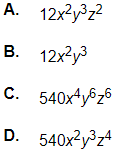 A. 12x²y³z²
B. 12x²y³
C. 540x⁴y⁶z⁶
D. 540x²y³z⁴